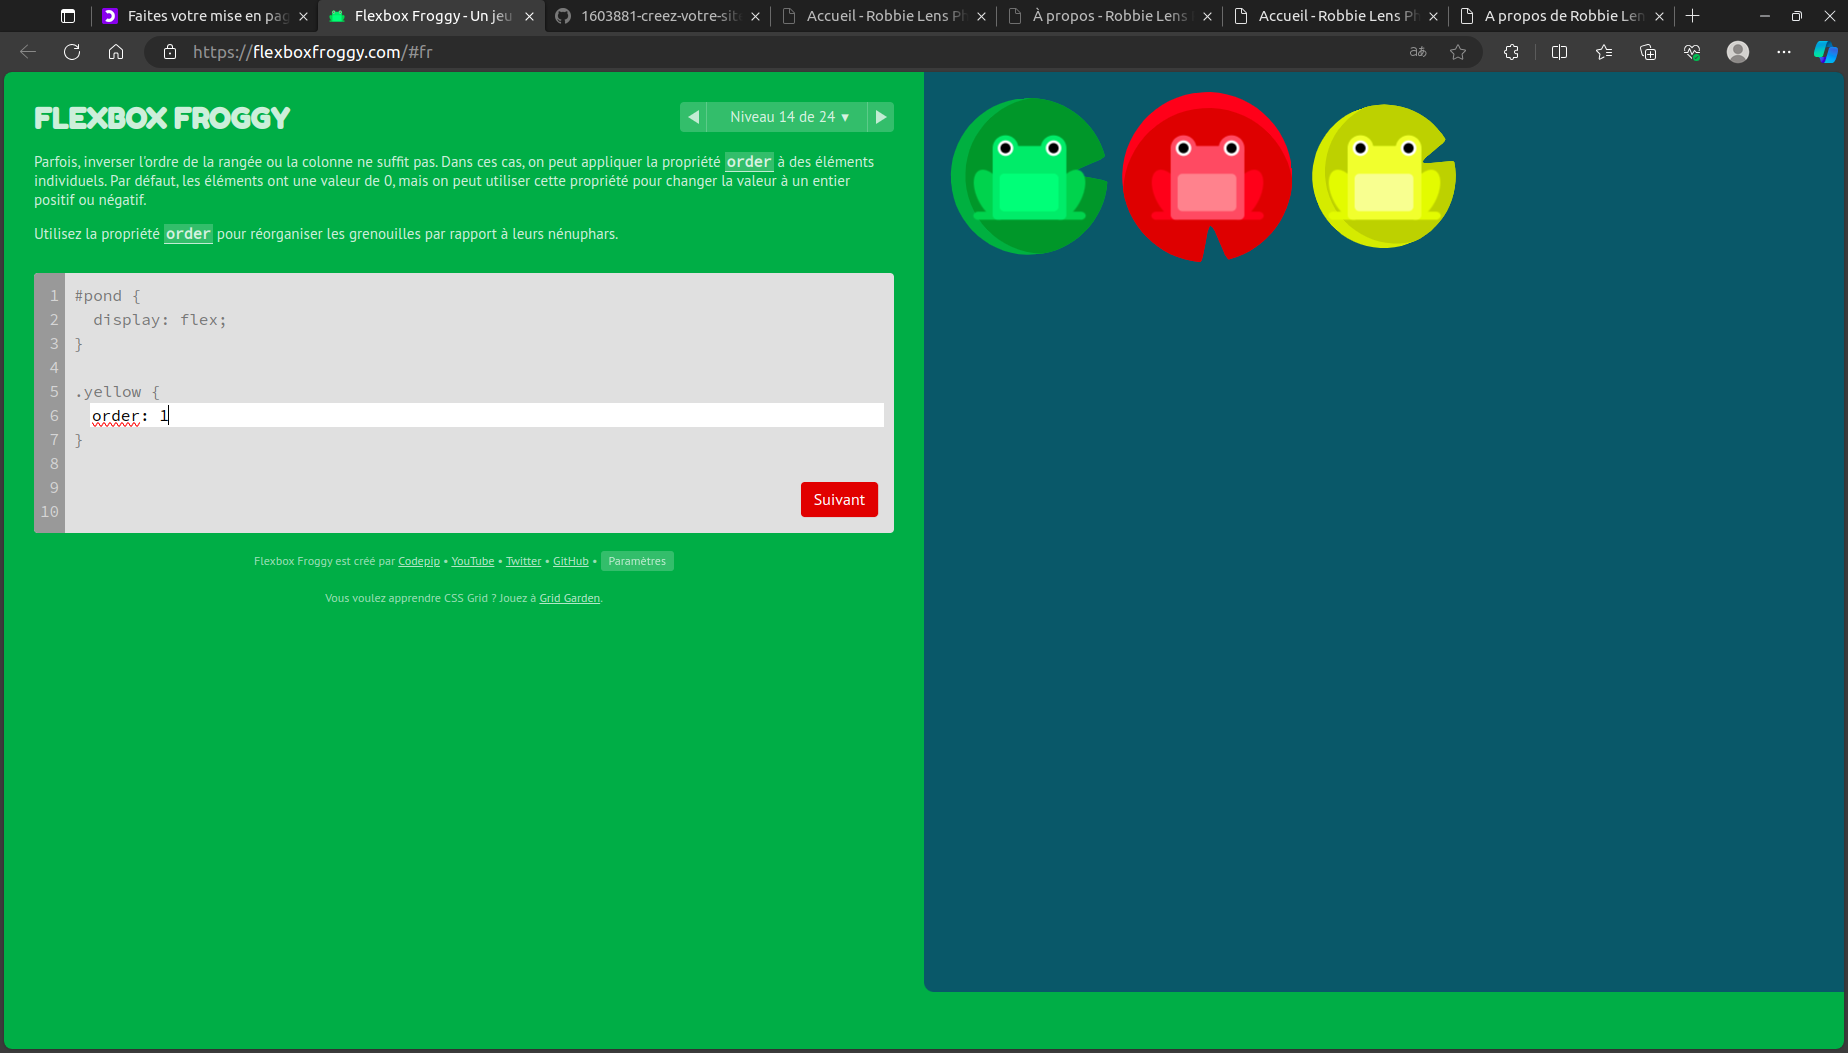 Faites votre mise en pag
Flexbox Froggy - Un jeu
1603881-creez-votre-site
Accueil - Robbie Lens Ph
À propos - Robbie Lens
Accueil - Robbie Lens Ph
A propos de Robbie Len
https://flexboxfroggy.com/#fr
FLEXBOX FROGGY
Niveau 14 de 24 ▾
Parfois, inverser l'ordre de la rangée ou la colonne ne suffit pas. Dans ces cas, on peut appliquer la propriété order à des éléments
individuels. Par défaut, les éléments ont une valeur de 0, mais on peut utiliser cette propriété pour changer la valeur à un entier
positif ou négatif.
Utilisez la propriété order pour réorganiser les grenouilles par rapport à leurs nénuphars.
1 #pond {
2 display: flex;
3 }
4
5 .yellow {
6 order: 1
7 }
8
9
10
Suivant
Flexbox Froggy est créé par Codepip • YouTube • Twitter • GitHub • Paramètres
Vous voulez apprendre CSS Grid ? Jouez à Grid Garden.